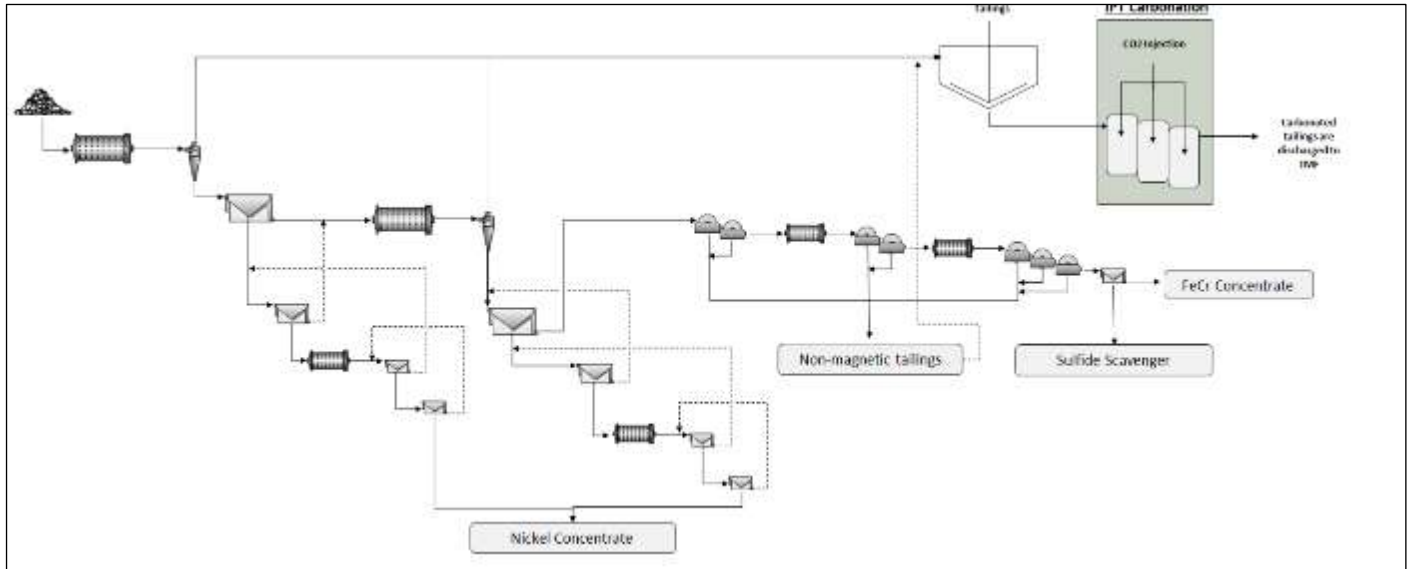 Tailings
IPT Carbonation
CO2 Injection
Carbonated
tailings are
discharged to
FeCr Concentrate
Non-magnetic tailings
Sulfide Scavenger
Nickel Concentrate